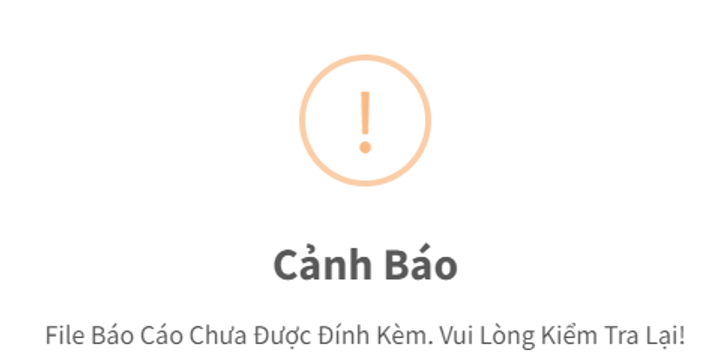 !
Cảnh Báo
File Báo Cáo Chưa Được Đính Kèm. Vui Lòng Kiểm Tra Lại!